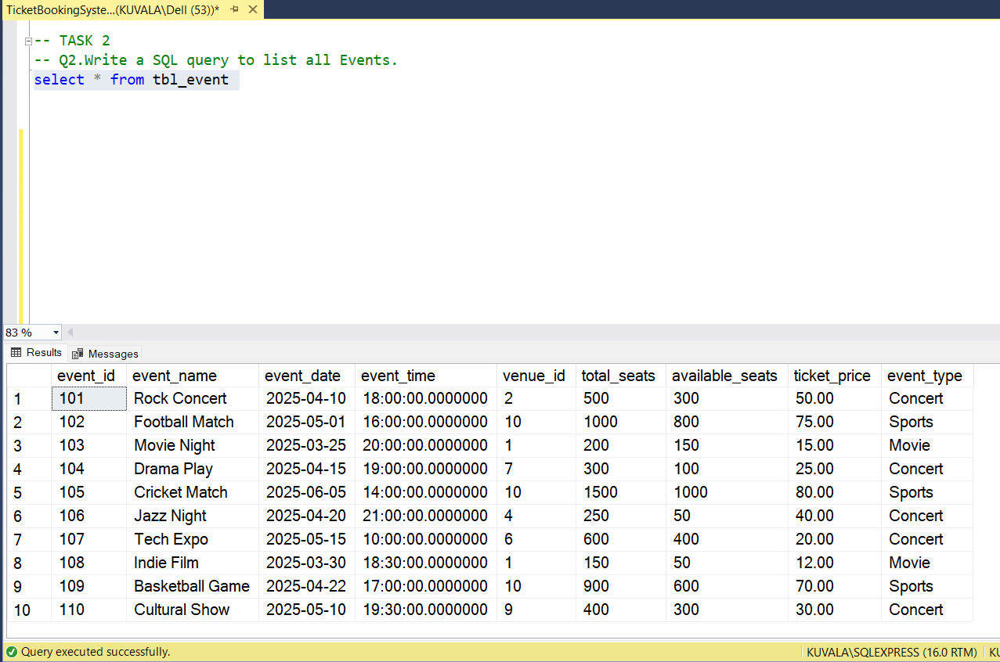 TicketBookingSyste...(KUVALA\Dell (53))*
-- TASK 2
-- Q2.Write a SQL query to list all Events.
select * from tbl_event
83 %
Results Messages
event_id event_name event_date event_time venue_id total_seats available_seats ticket_price event_type
1 101 Rock Concert 2025-04-10 18:00:00.0000000 2 500 300 50.00 Concert
2 102 Football Match 2025-05-01 16:00:00.0000000 10 1000 800 75.00 Sports
3 103 Movie Night 2025-03-25 20:00:00.0000000 1 200 150 15.00 Movie
4 104 Drama Play 2025-04-15 19:00:00.0000000 7 300 100 25.00 Concert
5 105 Cricket Match 2025-06-05 14:00:00.0000000 10 1500 1000 80.00 Sports
6 106 Jazz Night 2025-04-20 21:00:00.0000000 4 250 50 40.00 Concert
7 107 Tech Expo 2025-05-15 10:00:00.0000000 6 600 400 20.00 Concert
8 108 Indie Film 2025-03-30 18:30:00.0000000 1 150 50 12.00 Movie
9 109 Basketball Game 2025-04-22 17:00:00.0000000 10 900 600 70.00 Sports
10 110 Cultural Show 2025-05-10 19:30:00.0000000 9 400 300 30.00 Concert
Query executed successfully. KUVALA\SQLEXPRESS (16.0 RTM)